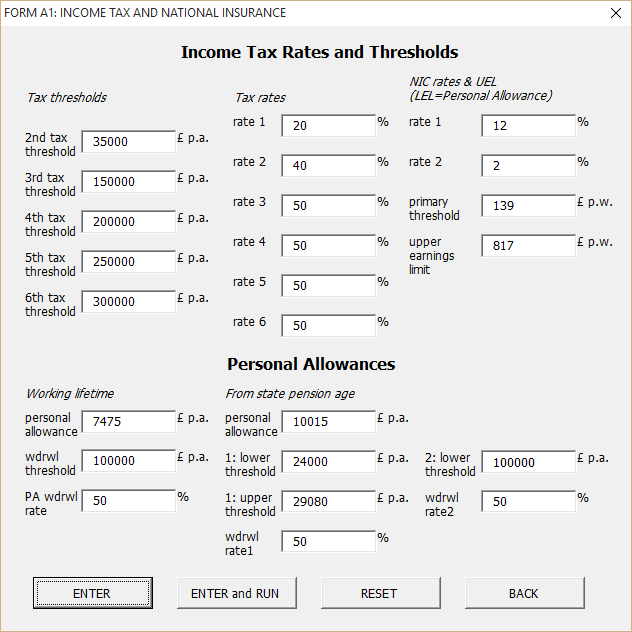 FORM A1: INCOME TAX AND NATIONAL INSURANCE
Income Tax Rates and Thresholds
Tax thresholds
2nd tax
threshold
35000
£ p.a.
3rd tax
threshold
150000
£ p.a.
4th tax
threshold
200000
£ p.a.
5th tax
threshold
250000
£ p.a.
6th tax
threshold
300000
£ p.a.
Tax rates
rate 1
20
%
rate 2
40
%
rate 3
50
%
rate 4
50
%
rate 5
50
%
rate 6
50
%
NIC rates & UEL
(LEL=Personal Allowance)
rate 1
12
%
rate 2
2
%
primary
threshold
139
£ p.w.
upper
earnings
limit
817
£ p.w.
Personal Allowances
Working lifetime
personal
allowance
7475
£ p.a.
wdrwl
threshold
100000
£ p.a.
PA wdrwl
rate
50
%
From state pension age
personal
allowance
10015
£ p.a.
1: lower
threshold
24000
£ p.a.
1: upper
threshold
29080
£ p.a.
wdrwl
rate1
50
%
2: lower
threshold
100000
£ p.a.
wdrwl
rate2
50
%
ENTER
ENTER and RUN
RESET
BACK